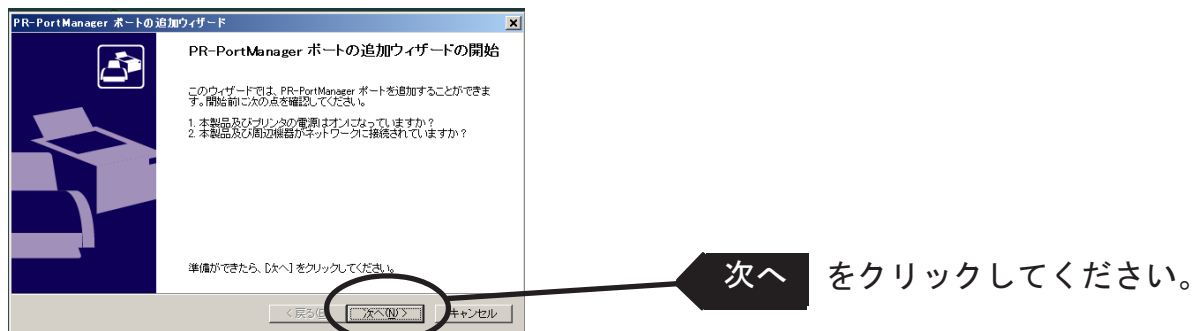 PR-PortManager ポートの追加ウィザード
PR-PortManager ポートの追加ウィザードの開始
このウィザードでは、PR-PortManager ポートを追加することができま
す。開始前に次の点を確認してください。
1. 本製品及びプリンタの電源はオンになっていますか？
2. 本製品及び周辺機器がネットワークに接続されていますか？
準備ができたら、[次へ] をクリックしてください。
< 戻る(B) 次へ(N) > キャンセル
次へ をクリックしてください。